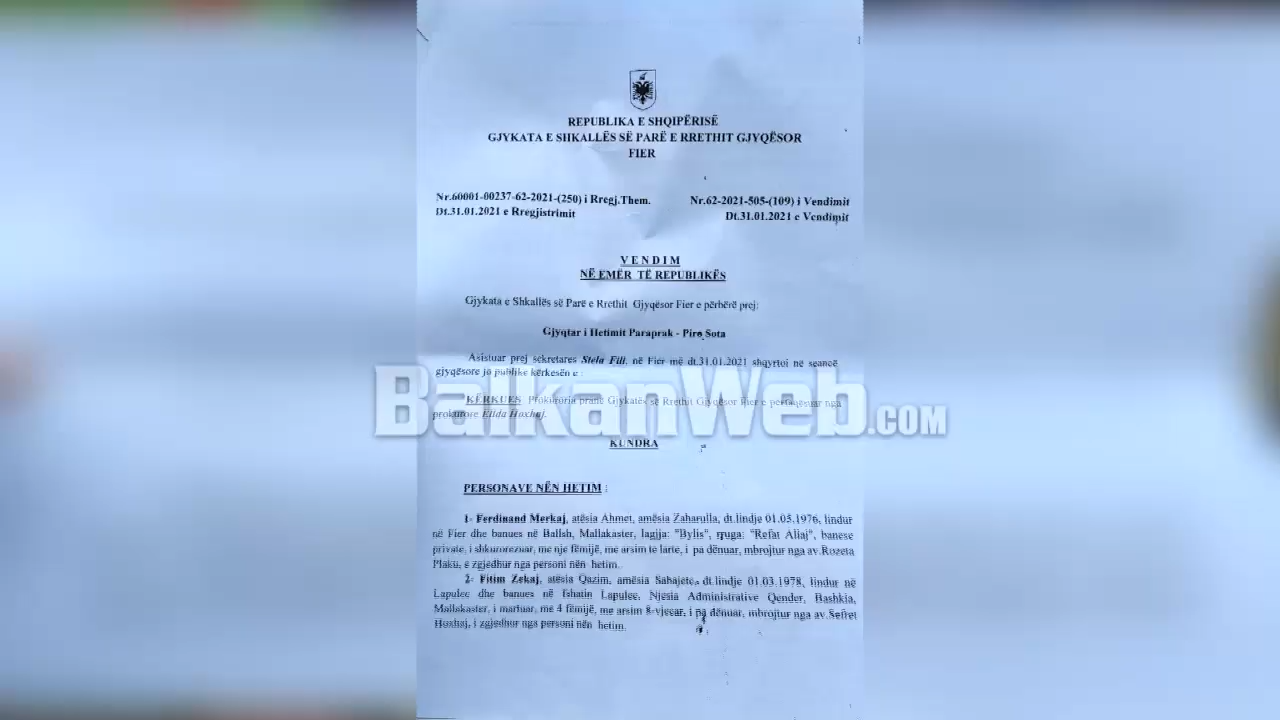 REPUBLIKA E SHQIPËRISË
GJYKATA E SHKALLËS SË PARË E RRETHIT GJYQËSOR
FIER
Nr.60001-00237-62-2021-(250) i Rregj.Them.
Dt.31.01.2021 e Rregjistrimit
Nr.62-2021-505-(109) i Vendimit
Dt.31.01.2021 e Vendimit
V E N D I M
NË EMËR TË REPUBLIKËS
Gjykata e Shkallës së Parë e Rrethit Gjyqësor Fier e përbërë prej:
Gjyqtar i Hetimit Paraprak - Piro Sota
Asistuar prej sekretares Stela Fili, në Fier më dt.31.01.2021 shqyrtoi në seancë
gjyqësore jo publike kërkesën e :
KËRKUES: Prokuroria pranë Gjykatës së Rrethit Gjyqësor Fier e përfaqësuar nga
prokurore Elida Hoxhaj.
BalkanWeb.com
KUNDRA
PERSONAVE NËN HETIM :
1- Ferdinand Merkaj, atësia Ahmet, amësia Zaharulla, dt.lindje 01.05.1976, lindur
në Fier dhe banues në Ballsh, Mallakaster, lagjja: "Bylis", rruga: "Refat Aliaj", banese
private, i shkurorezuar, me nje fëmijë, me arsim te lartë, i pa dënuar, mbrojtur nga av.Rozeta
Plaku, e zgjedhur nga personi nën hetim.
2- Fitim Zekaj, atësia Qazim, amësia Sabajete, dt.lindje 01.03.1978, lindur në
Lapulec dhe banues në fshatin Lapulec, Njësia Administrative Qender, Bashkia,
Mallakaster, i martuar, me 4 fëmijë, me arsim 8-vjecar, i pa dënuar, mbrojtur nga av.Sefret
Hoxhaj, i zgjedhur nga personi nën hetim.